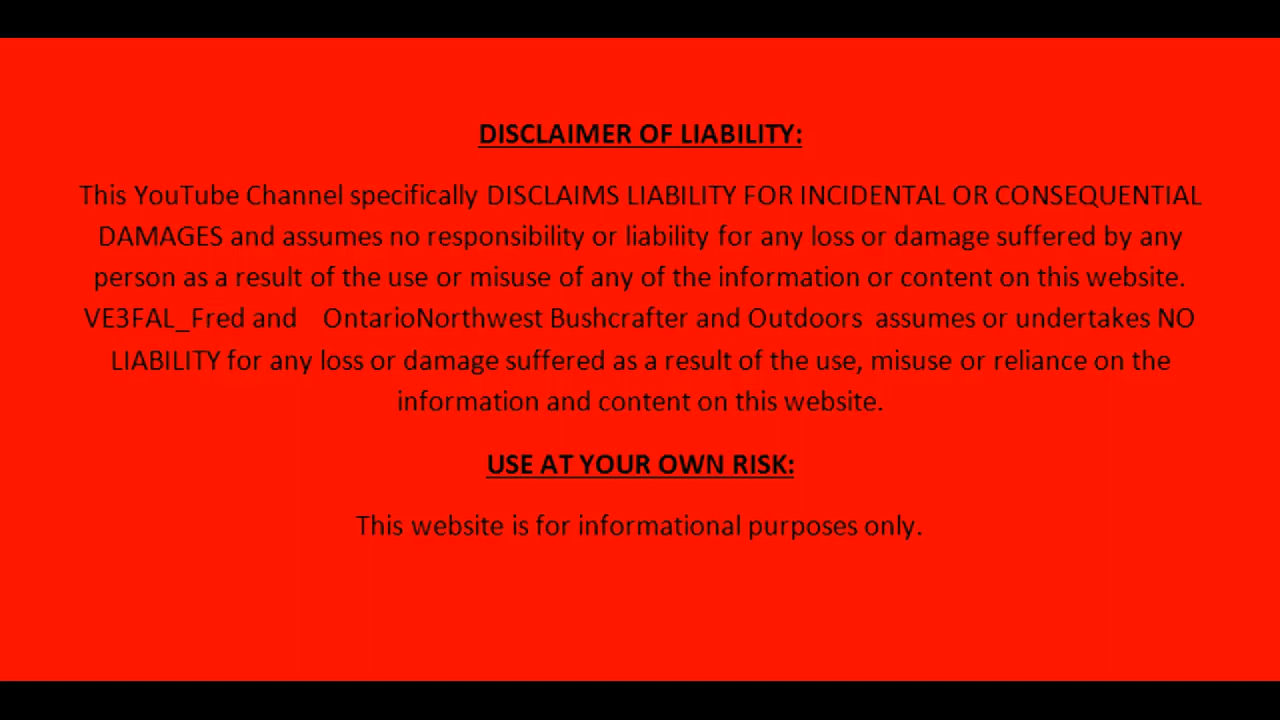 DISCLAIMER OF LIABILITY:
This YouTube Channel specifically DISCLAIMS LIABILITY FOR INCIDENTAL OR CONSEQUENTIAL
DAMAGES and assumes no responsibility or liability for any loss or damage suffered by any
person as a result of the use or misuse of any of the information or content on this website.
VE3FAL_Fred and OntarioNorthwest Bushcrafter and Outdoors assumes or undertakes NO
LIABILITY for any loss or damage suffered as a result of the use, misuse or reliance on the
information and content on this website.
USE AT YOUR OWN RISK:
This website is for informational purposes only.